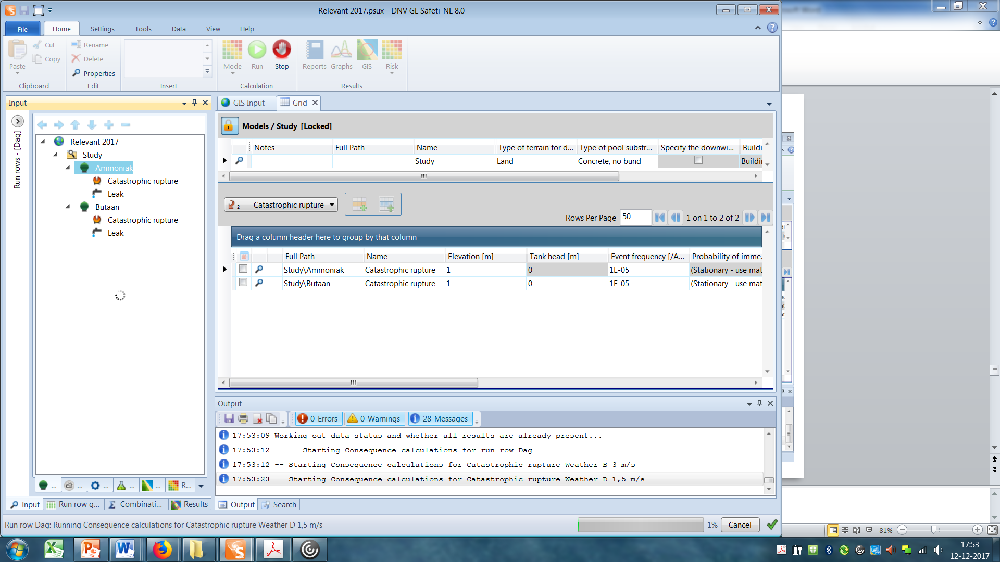 Relevant 2017.psux - DNV GL Safeti-NL 8.0
File Home Settings Tools Data View Help
Paste Cut Copy Rename Delete Properties Mode Run Stop Reports Graphs GIS Risk
Clipboard Edit Insert Calculation Results
Input
GIS Input Grid
Run rows - [Dag]
Relevant 2017
Study
Ammoniak
Catastrophic rupture
Leak
Butaan
Catastrophic rupture
Leak
Models / Study [Locked]
Notes Full Path Name Type of terrain for d... Type of pool substr... Specify the downwi... Buildi
Study Land Concrete, no bund Buildin
2 Catastrophic rupture
Rows Per Page 50 1 on 1 to 2 of 2
Drag a column header here to group by that column
Full Path Name Elevation [m] Tank head [m] Event frequency [/A... Probability of imme.
Study\Ammoniak Catastrophic rupture 1 0 1E-05 (Stationary - use mat
Study\Butaan Catastrophic rupture 1 0 1E-05 (Stationary - use mat
Output
0 Errors 0 Warnings 28 Messages
17:53:09 Working out data status and whether all results are already present...
17:53:12 ----- Starting Consequence calculations for run row Dag
17:53:12 -- Starting Consequence calculations for Catastrophic rupture Weather B 3 m/s
17:53:23 -- Starting Consequence calculations for Catastrophic rupture Weather D 1,5 m/s
... ... ... ... ... R...
Input Run row g... Combinati... Results
Output Search
Run row Dag: Running Consequence calculations for Catastrophic rupture Weather D 1,5 m/s
1% Cancel
81%
17:53
12-12-2017